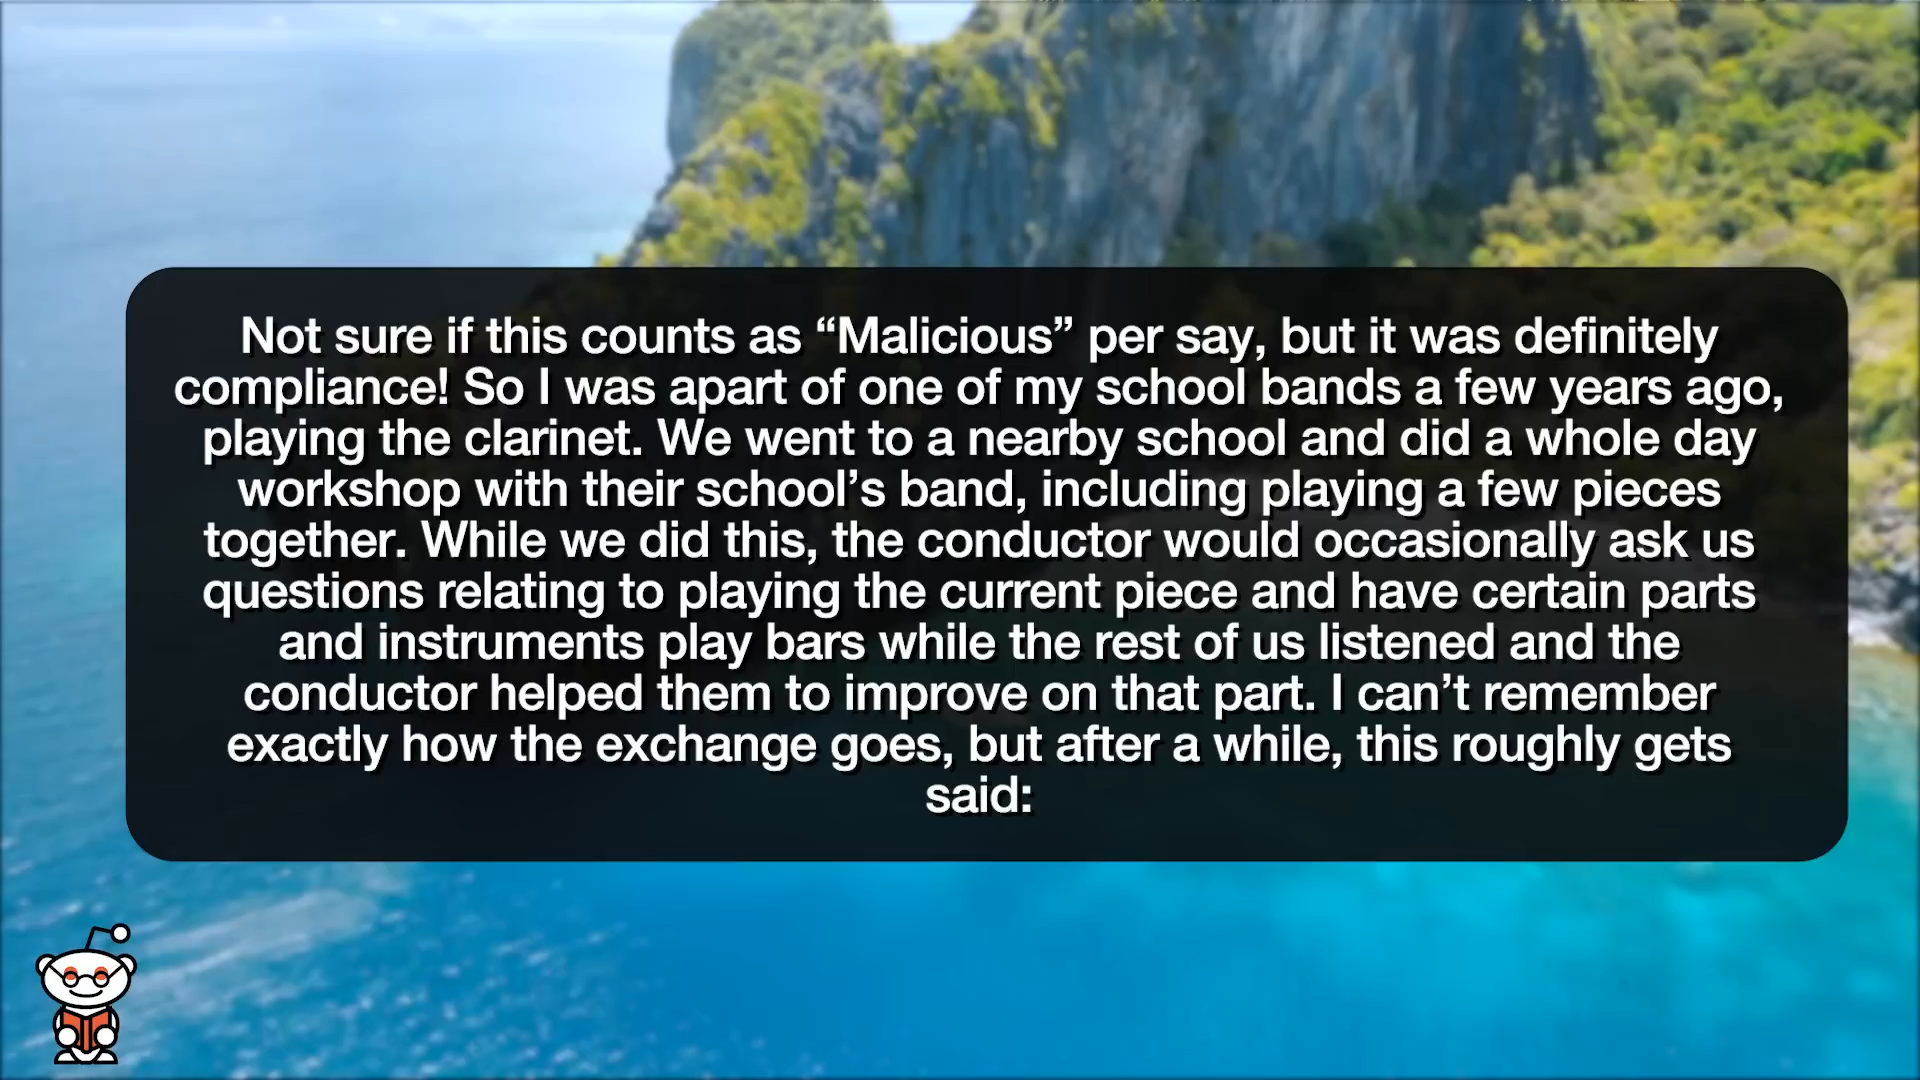 Not sure if this counts as “Malicious” per say, but it was definitely
compliance! So I was apart of one of my school bands a few years ago,
playing the clarinet. We went to a nearby school and did a whole day
workshop with their school’s band, including playing a few pieces
together. While we did this, the conductor would occasionally ask us
questions relating to playing the current piece and have certain parts
and instruments play bars while the rest of us listened and the
conductor helped them to improve on that part. I can’t remember
exactly how the exchange goes, but after a while, this roughly gets
said: